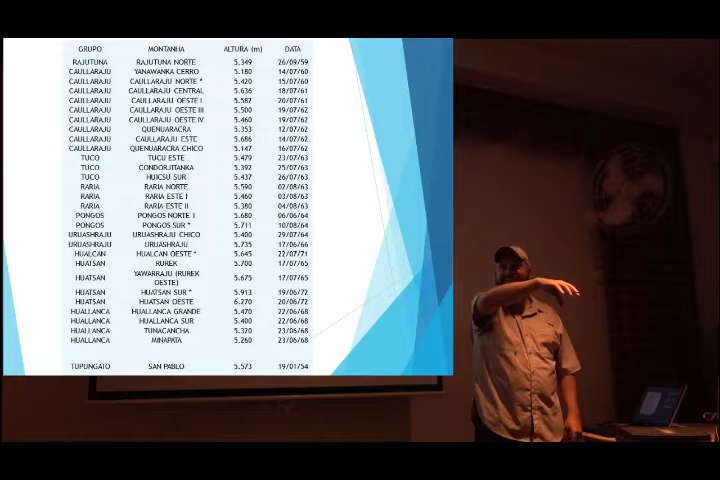 GRUPO MONTANHA ALTURA (m) DATA
RAJUTUNA RAJUTUNA NORTE 5.349 26/09/59
CAULLARAJU YANAWANKA CERRO 5.180 14/07/60
CAULLARAJU CAULLARAJU NORTE * 5.420 15/07/60
CAULLARAJU CAULLARAJU CENTRAL 5.636 18/07/61
CAULLARAJU CAULLARAJU OESTE I 5.582 20/07/61
CAULLARAJU CAULLARAJU OESTE III 5.500 19/07/62
CAULLARAJU CAULLARAJU OESTE IV 5.460 19/07/62
CAULLARAJU QUENUARACRA 5.353 12/07/62
CAULLARAJU CAULLARAJU ESTE 5.686 14/07/62
CAULLARAJU QUENUARACRA CHICO 5.147 16/07/62
TUCO TUCU ESTE 5.479 23/07/63
TUCO CONDORJITANKA 5.392 25/07/63
TUCO HUICSU SUR 5.437 26/07/63
RARIA RARIA NORTE 5.590 02/08/63
RARIA RARIA ESTE I 5.460 03/08/63
RARIA RARIA ESTE II 5.380 04/08/63
PONGOS PONGOS NORTE I 5.680 06/06/64
PONGOS PONGOS SUR * 5.711 10/08/64
URUASHRAJU URUASHRAJU CHICO 5.400 29/07/64
URUASHRAJU URUASHRAJU 5.735 17/06/66
HUALCAN HUALCAN OESTE * 5.645 22/07/71
HUATSAN RUREK 5.700 17/07/65
HUATSAN YAWARRAJU (RUREK 5.675 17/07/65
OESTE)
HUATSAN HUATSAN SUR * 5.913 19/06/72
HUATSAN HUATSAN OESTE 6.270 20/06/72
HUALLANCA HUALLANCA GRANDE 5.470 22/06/68
HUALLANCA HUALLANCA SUR 5.400 22/06/68
HUALLANCA TUNACANCHA 5.320 23/06/68
HUALLANCA MINAPATA 5.260 23/06/68
TUPUNGATO SAN PABLO 5.573 19/01/54